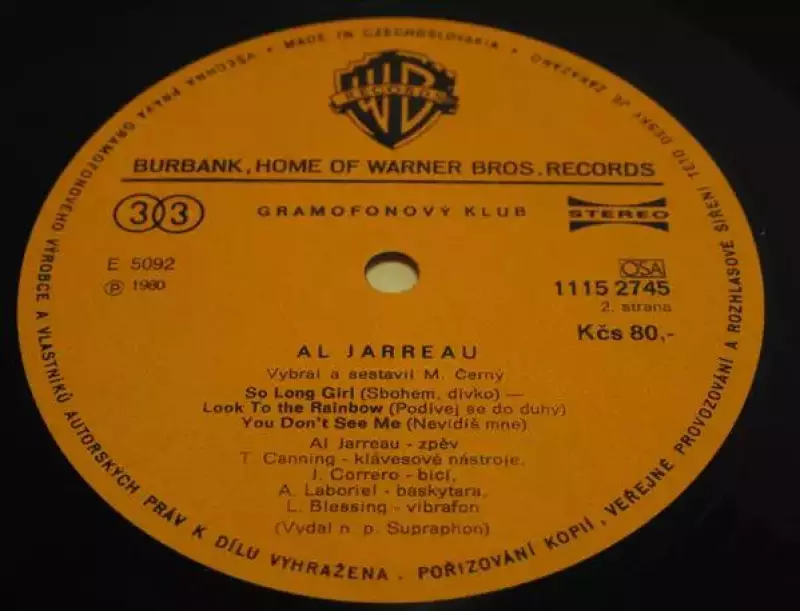 MADE IN CZECHOSLOVAKIA • VŠECHNA PRÁVA GRAMOFONOVÉHO VÝROBCE A VLASTNÍKŮ AUTORSKÝCH PRÁV K DÍLU VYHRAŽENA • POŘIZOVÁNÍ KOPIÍ, VEŘEJNÉ PROVOZOVÁNÍ A ROZHLASOVÉ ŠÍŘENÍ TÉTO DESKY JE ZAKÁZÁNO •
WB
RECORDS
BURBANK, HOME OF WARNER BROS. RECORDS
33
GRAMOFONOVÝ KLUB
STEREO
E 5092
℗ 1980
OSA
1115 2745
2. strana
Kčs 80,-
AL JARREAU
Vybral a sestavil M. Černý
So Long Girl (Sbohem, dívko) —
Look To the Rainbow (Podívej se do duhy)
You Don't See Me (Nevidíš mne)
Al Jarreau - zpěv
T. Canning - klávesové nástroje,
J. Correro - bicí,
A. Laboriel - baskytara,
L. Blessing - vibrafon
(Vydal n. p. Supraphon)